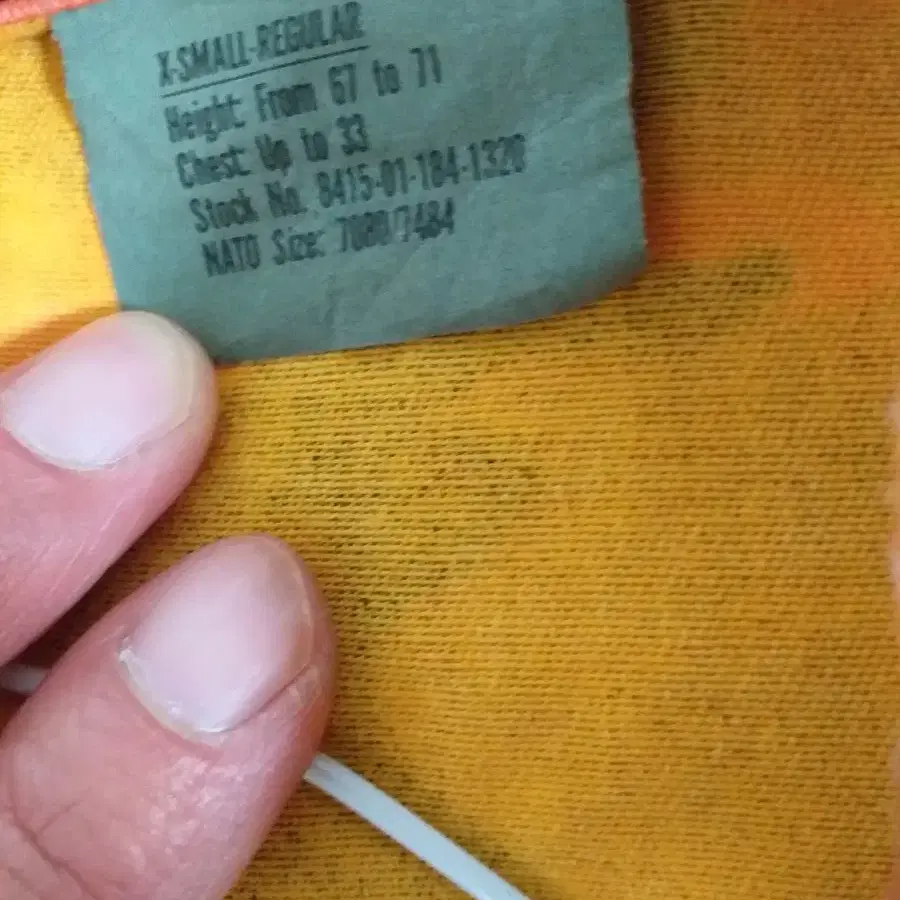 X-SMALL-REGULAR
Height: From 67 to 71
Chest: Up to 33
Stock No. 8415-01-184-1328
NATO Size: 7080/7484